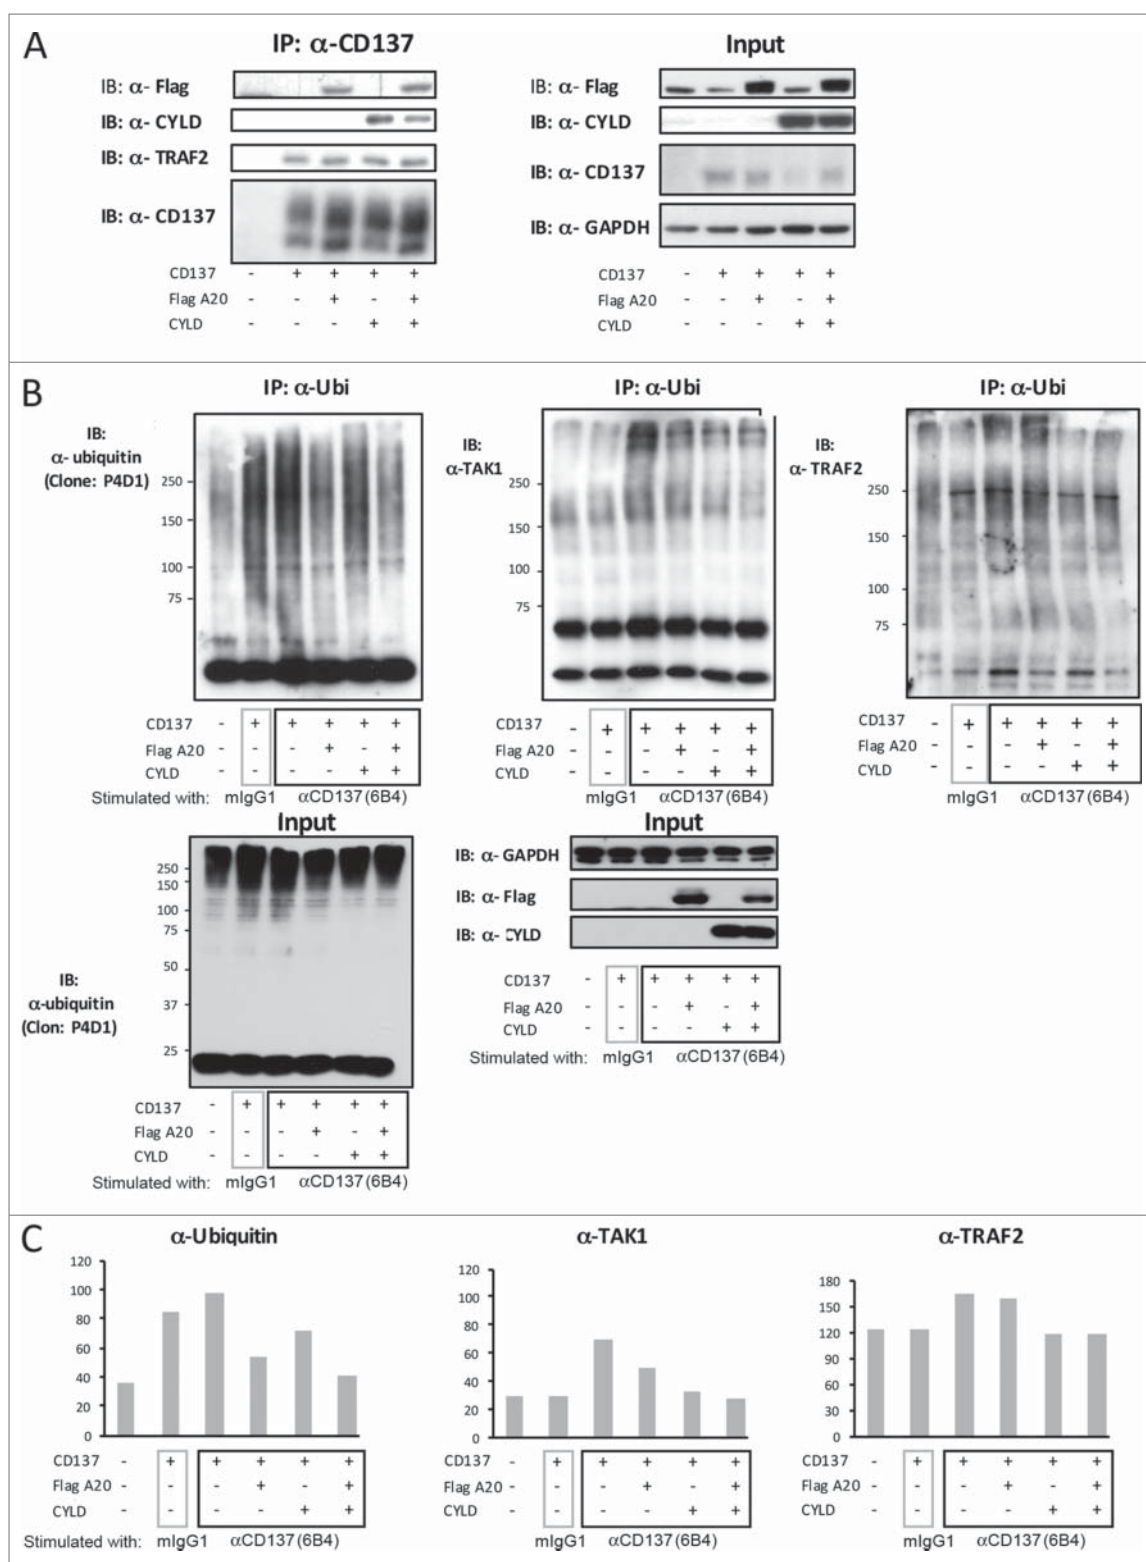 A
IP: α-CD137
Input
IB: α- Flag
IB: α- CYLD
IB: α- TRAF2
IB: α- CD137
CD137 - + + + +
Flag A20 - - + - +
CYLD - - - + +
IB: α- Flag
IB: α- CYLD
IB: α- CD137
IB: α- GAPDH
CD137 - + + + +
Flag A20 - - + - +
CYLD - - - + +
B
IP: α-Ubi
IB:
α- ubiquitin
(Clone: P4D1)
250
150
100
75
CD137 - + + + + +
Flag A20 - - - + - +
CYLD - - - - + +
Stimulated with: mIgG1 αCD137 (6B4)
IP: α-Ubi
IB:
α-TAK1
250
150
100
75
- + + + + +
- - - + - +
- - - - + +
mIgG1 αCD137 (6B4)
IP: α-Ubi
IB:
α- TRAF2
250
150
100
75
CD137 - + + + + +
Flag A20 - - - + - +
CYLD - - - - + +
mIgG1 αCD137 (6B4)
Input
IB:
α-ubiquitin
(Clon: P4D1)
250
150
100
75
50
37
25
CD137 - + + + + +
Flag A20 - - - + - +
CYLD - - - - + +
Stimulated with: mIgG1 αCD137 (6B4)
Input
IB: α- GAPDH
IB: α- Flag
IB: α- CYLD
CD137 - + + + + +
Flag A20 - - - + - +
CYLD - - - - + +
Stimulated with: mIgG1 αCD137 (6B4)
C
α-Ubiquitin
120
100
80
60
40
20
0
CD137 - + + + + +
Flag A20 - - - + - +
CYLD - - - - + +
Stimulated with: mIgG1 αCD137 (6B4)
α-TAK1
120
100
80
60
40
20
0
CD137 - + + + + +
Flag A20 - - - + - +
CYLD - - - - + +
mIgG1 αCD137 (6B4)
α-TRAF2
180
150
120
90
60
30
0
CD137 - + + + + +
Flag A20 - - - + - +
CYLD - - - - + +
mIgG1 αCD137 (6B4)